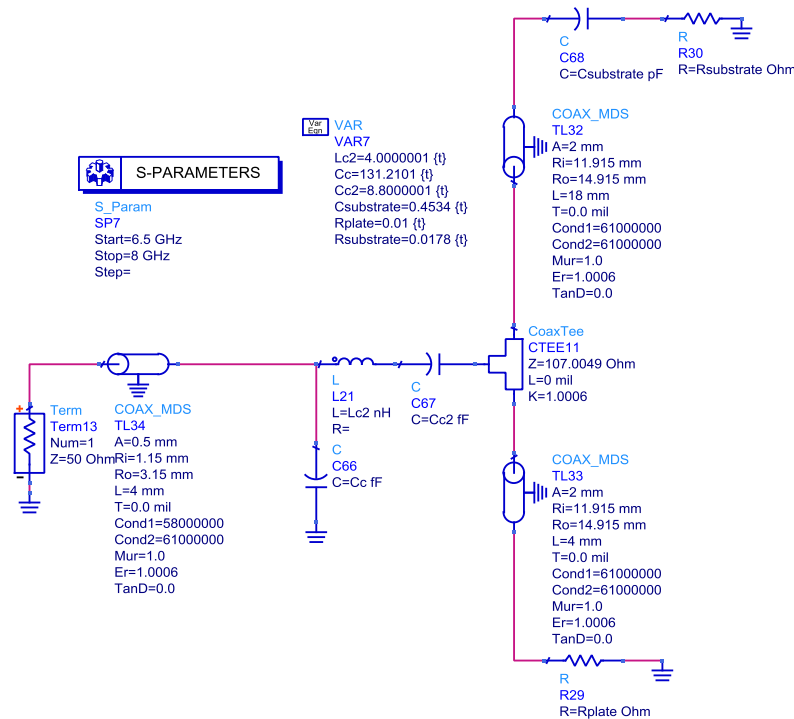 C
C68
C=Csubstrate pF
R
R30
R=Rsubstrate Ohm
Var
Eqn
VAR
VAR7
Lc2=4.0000001 {t}
Cc=131.2101 {t}
Cc2=8.8000001 {t}
Csubstrate=0.4534 {t}
Rplate=0.01 {t}
Rsubstrate=0.0178 {t}
S-PARAMETERS
S_Param
SP7
Start=6.5 GHz
Stop=8 GHz
Step=
COAX_MDS
TL32
A=2 mm
Ri=11.915 mm
Ro=14.915 mm
L=18 mm
T=0.0 mil
Cond1=61000000
Cond2=61000000
Mur=1.0
Er=1.0006
TanD=0.0
CoaxTee
CTEE11
Z=107.0049 Ohm
L=0 mil
K=1.0006
L
L21
L=Lc2 nH
R=
C
C67
C=Cc2 fF
C
C66
C=Cc fF
+
Term
Term13
Num=1
Z=50 Ohm
-
COAX_MDS
TL34
A=0.5 mm
Ri=1.15 mm
Ro=3.15 mm
L=4 mm
T=0.0 mil
Cond1=58000000
Cond2=61000000
Mur=1.0
Er=1.0006
TanD=0.0
COAX_MDS
TL33
A=2 mm
Ri=11.915 mm
Ro=14.915 mm
L=4 mm
T=0.0 mil
Cond1=61000000
Cond2=61000000
Mur=1.0
Er=1.0006
TanD=0.0
R
R29
R=Rplate Ohm